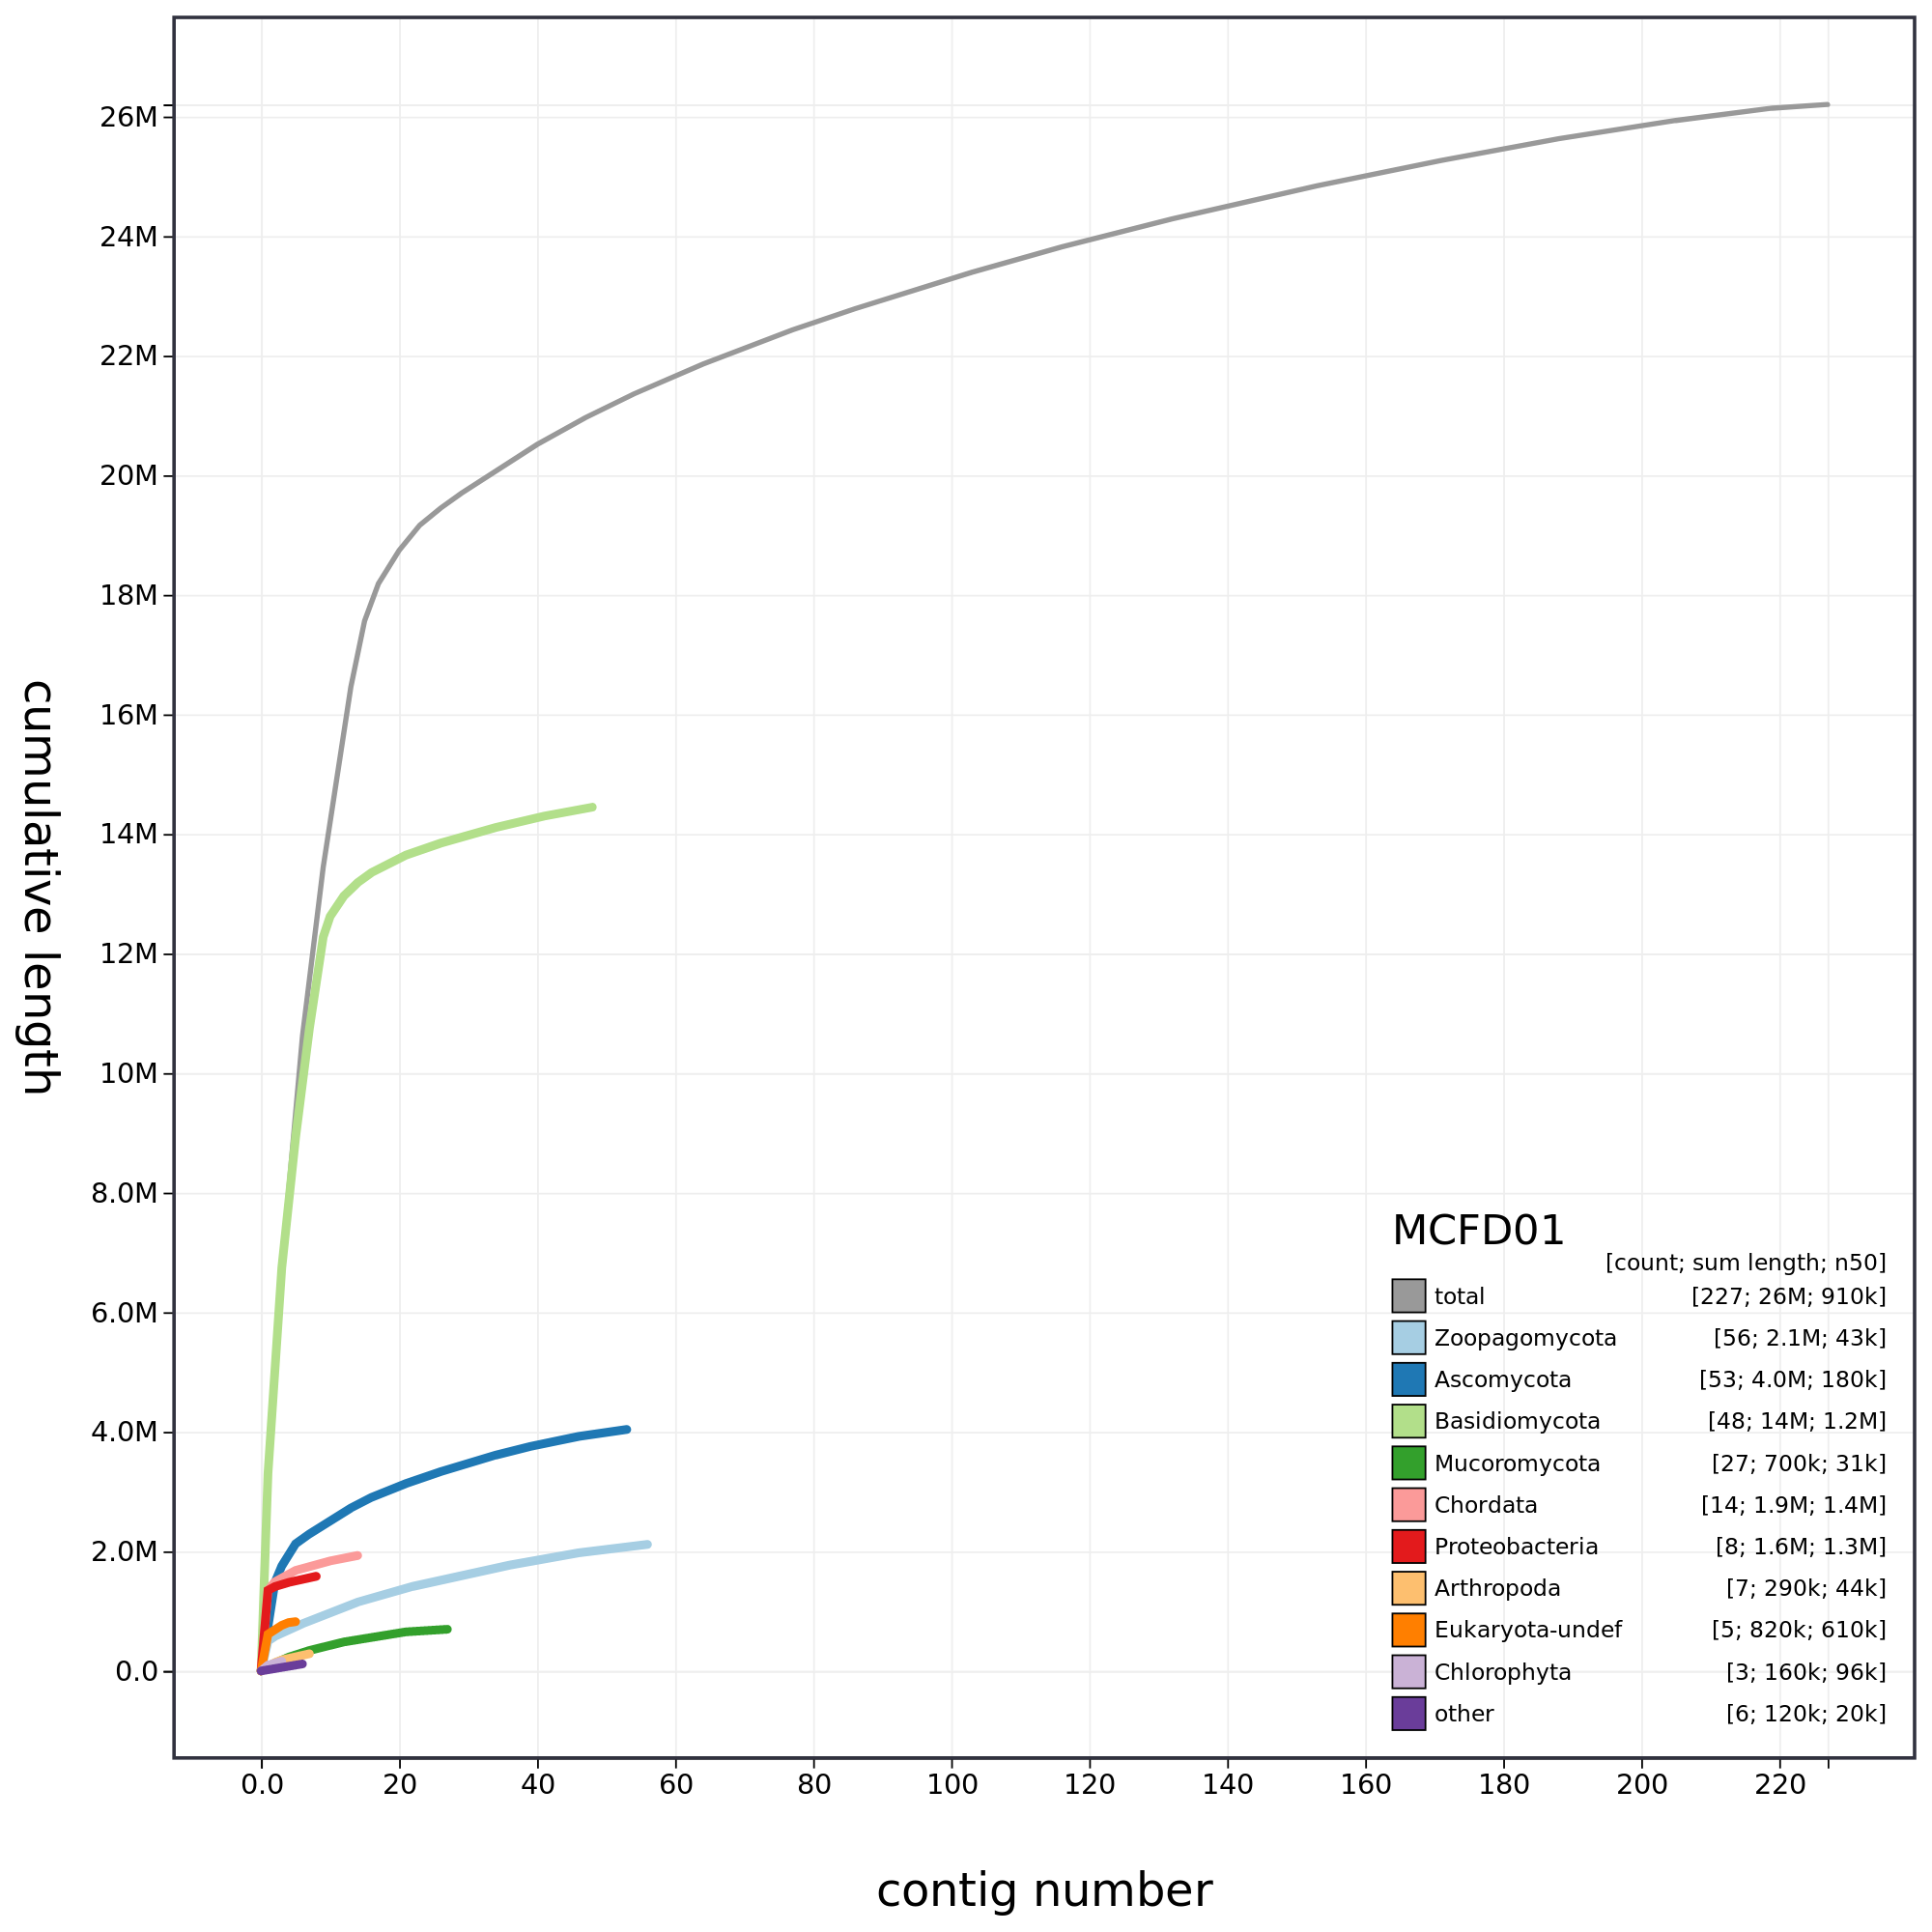 26M
24M
22M
20M
18M
16M
14M
12M
10M
8.0M
6.0M
4.0M
2.0M
0.0
cumulative length
MCFD01
[count; sum length; n50]
total [227; 26M; 910k]
Zoopagomycota [56; 2.1M; 43k]
Ascomycota [53; 4.0M; 180k]
Basidiomycota [48; 14M; 1.2M]
Mucoromycota [27; 700k; 31k]
Chordata [14; 1.9M; 1.4M]
Proteobacteria [8; 1.6M; 1.3M]
Arthropoda [7; 290k; 44k]
Eukaryota-undef [5; 820k; 610k]
Chlorophyta [3; 160k; 96k]
other [6; 120k; 20k]
0.0 20 40 60 80 100 120 140 160 180 200 220
contig number